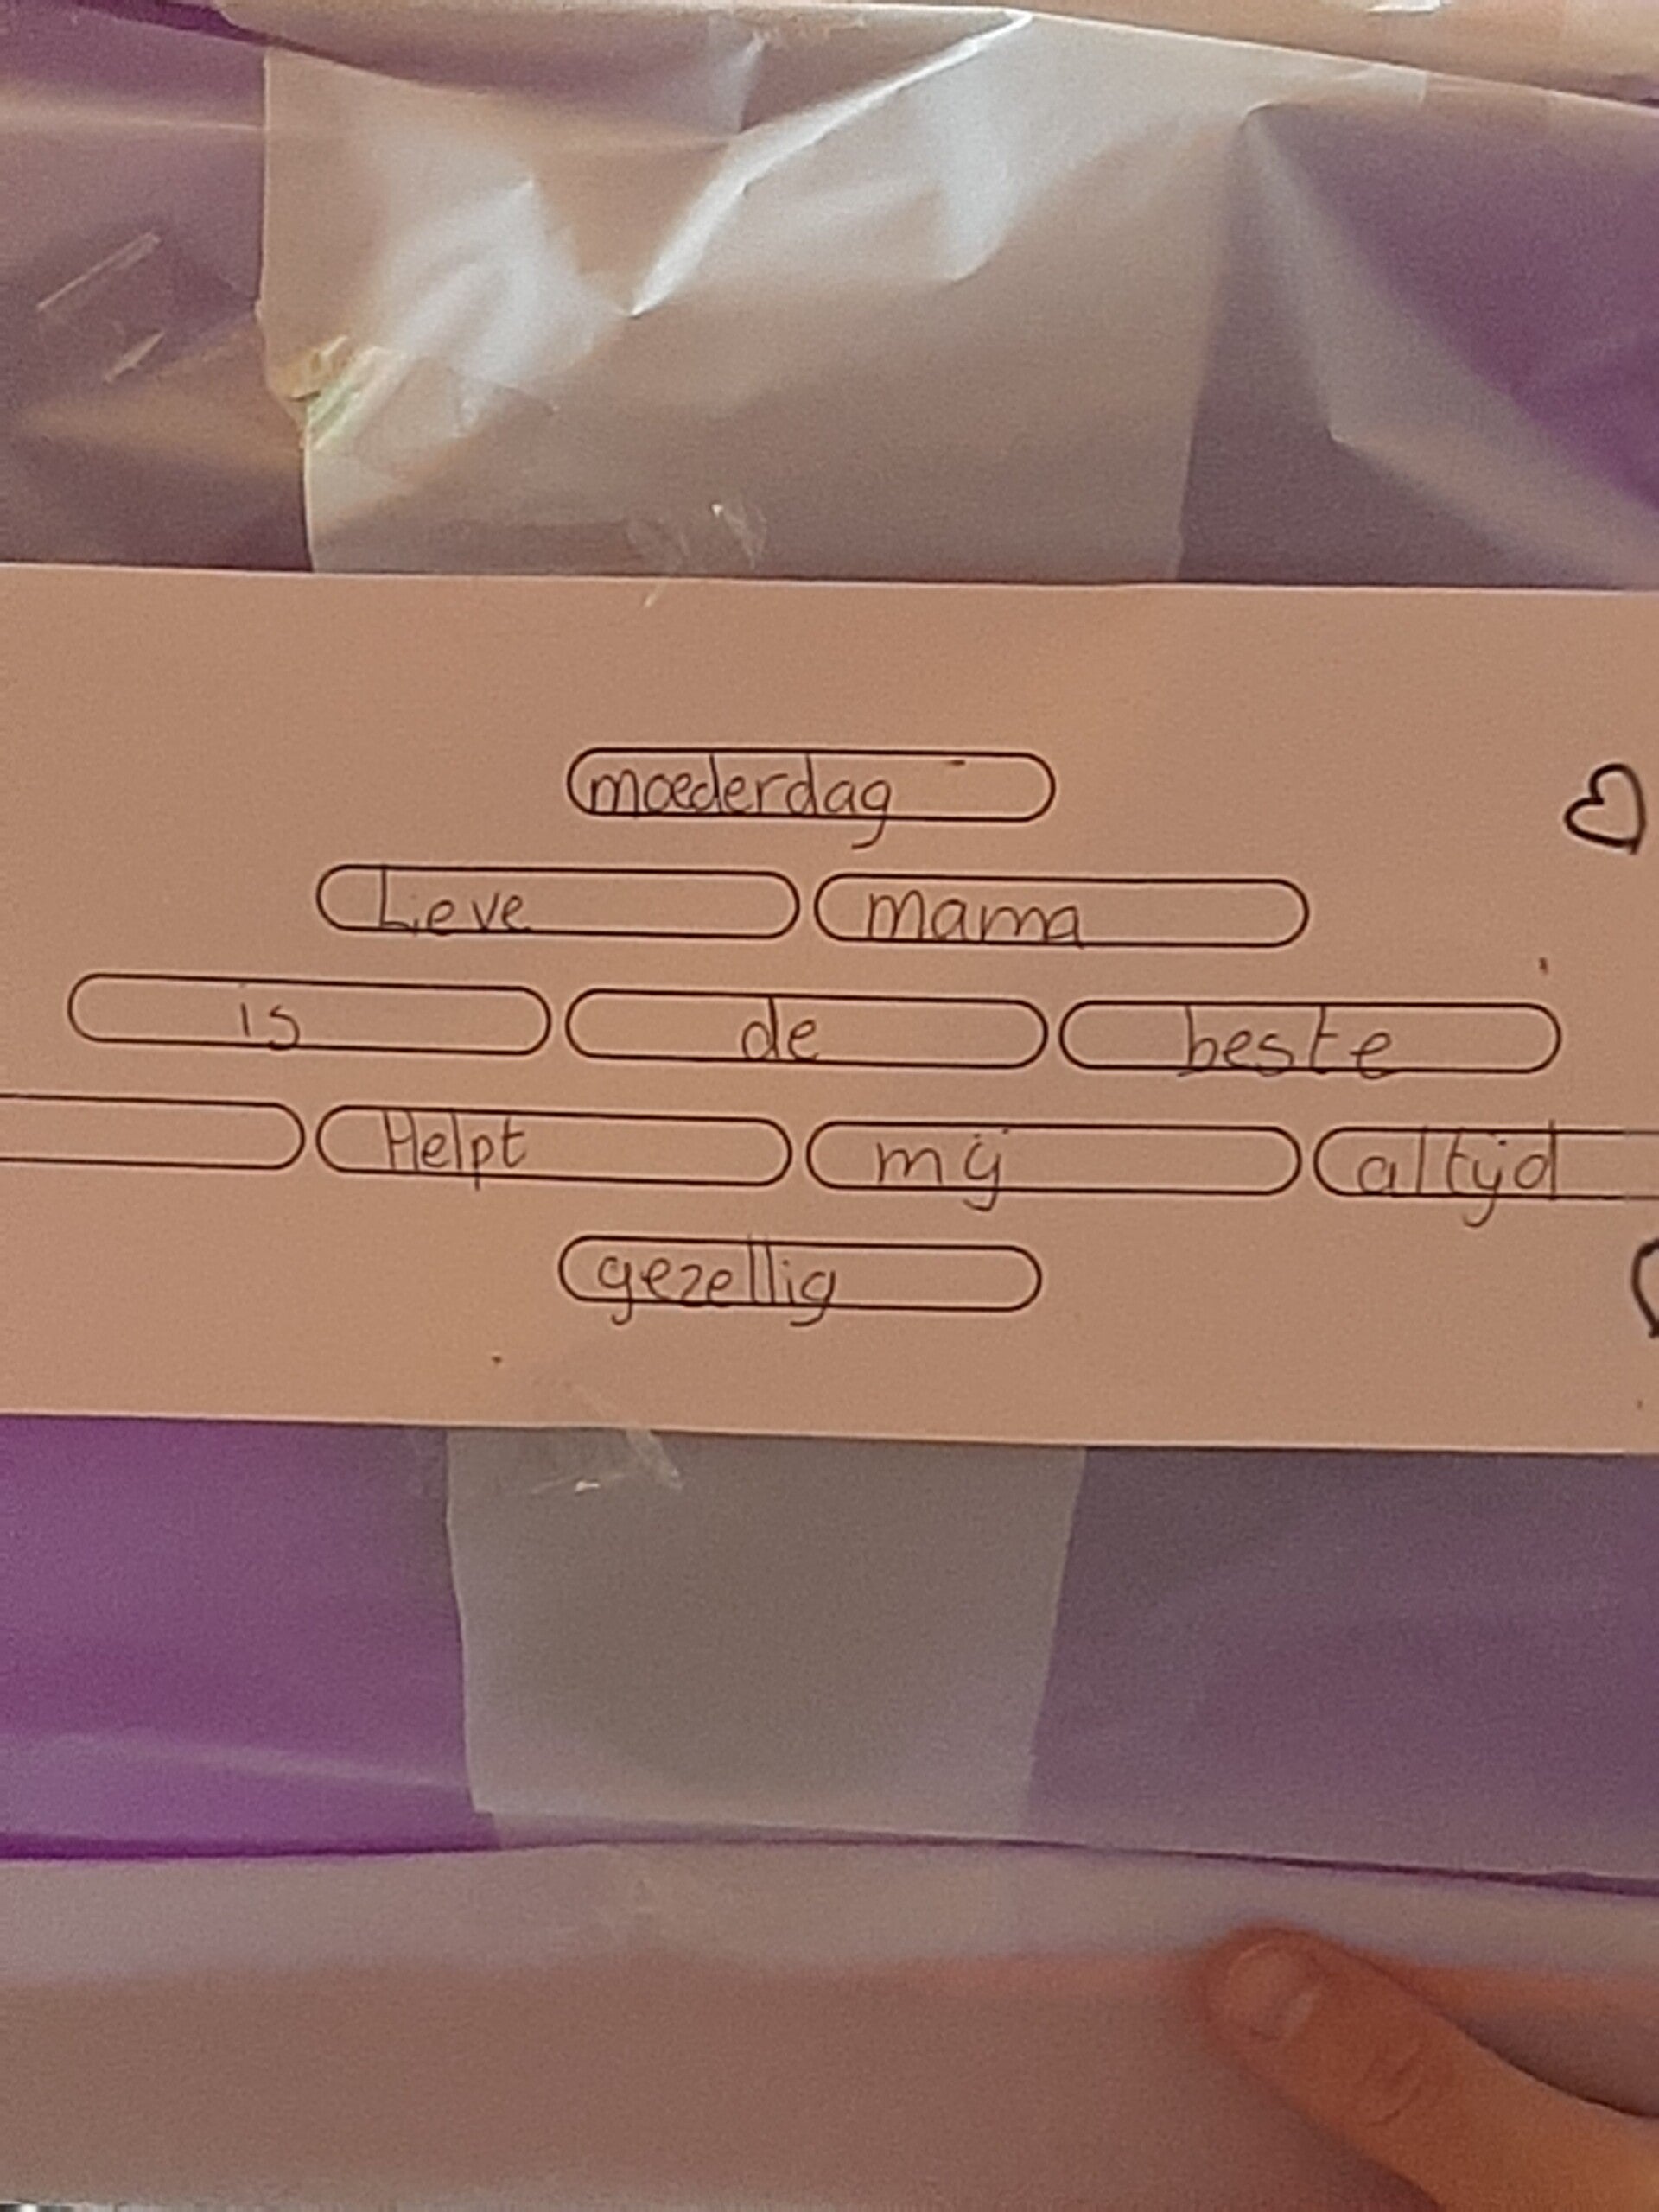 moederdag
Lieve mama
is de beste
Helpt mij altijd
gezellig